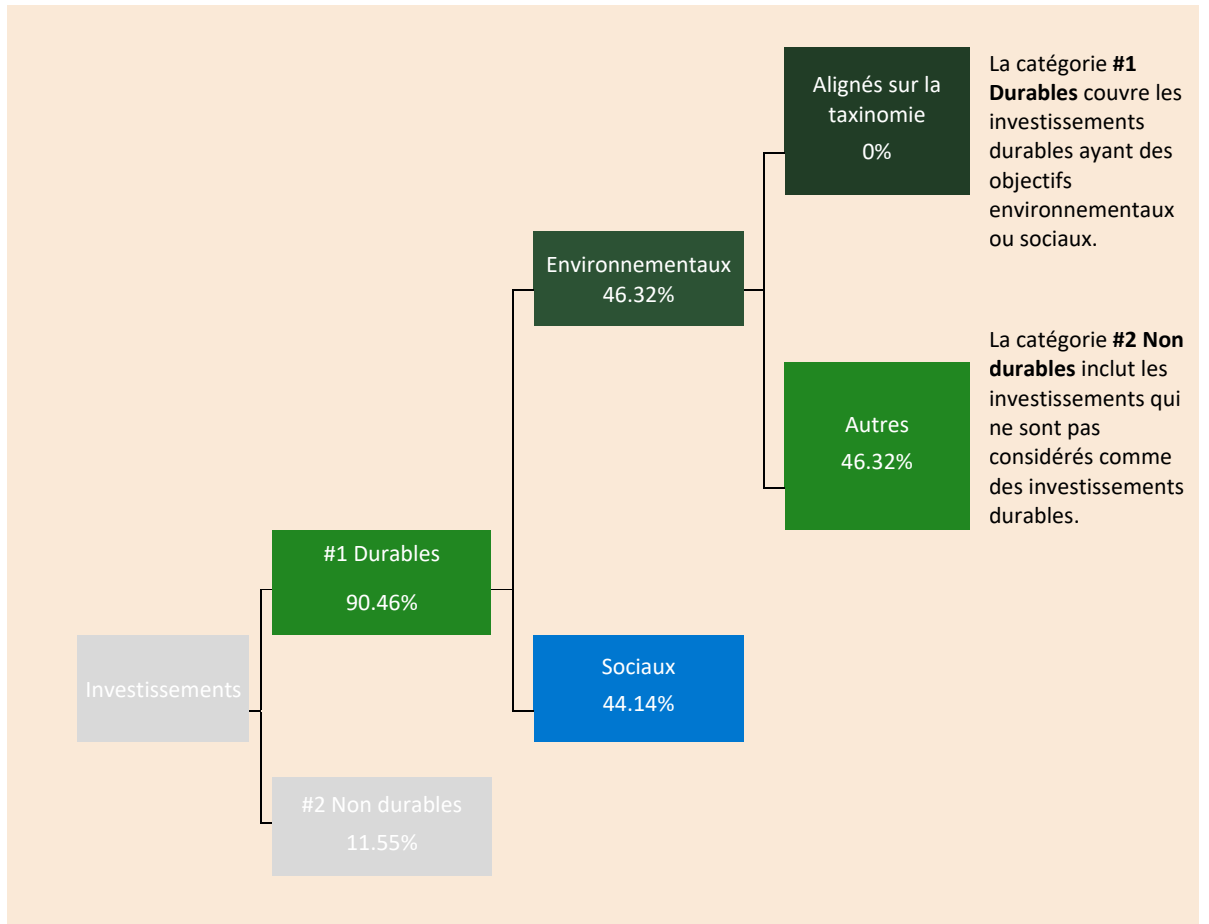 Alignés sur la
taxinomie
0%
La catégorie #1
Durables couvre les
investissements
durables ayant des
objectifs
environnementaux
ou sociaux.
Environnementaux
46.32%
La catégorie #2 Non
durables inclut les
investissements qui
ne sont pas
considérés comme
des investissements
durables.
Autres
46.32%
#1 Durables
90.46%
Investissements
Sociaux
44.14%
#2 Non durables
11.55%